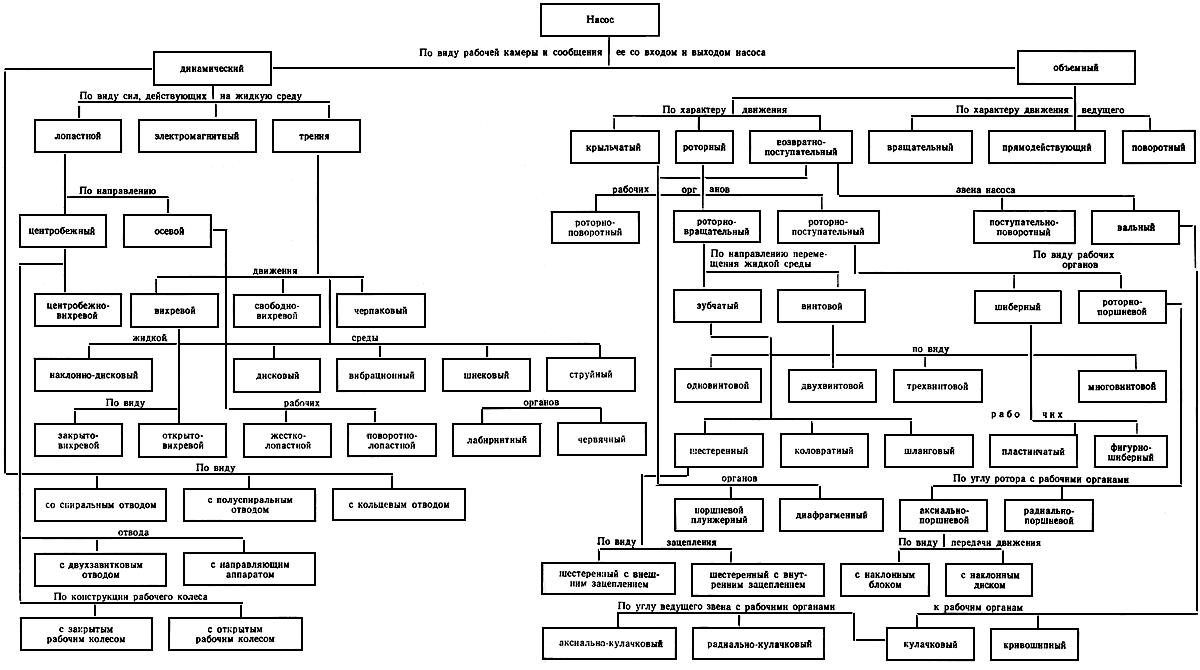 Насос
По виду рабочей камеры и сообщения ее со входом и выходом насоса
динамический
объемный
По виду сил, действующих на жидкую среду
По характеру движения
По характеру движения ведущего
лопастной
электромагнитный
трения
крыльчатый
роторный
возвратно-
поступательный
вращательный
прямодействующий
поворотный
По направлению
рабочих органов
звена насоса
центробежный
осевой
роторно-
поворотный
роторно-
вращательный
роторно-
поступательный
поступательно-
поворотный
вальный
движения
По направлению переме-
щения жидкой среды
По виду рабочих
органов
центробежно-
вихревой
вихревой
свободно-
вихревой
черпаковый
зубчатый
винтовой
шиберный
роторно-
поршневой
жидкой среды
по виду
наклонно-дисковый
дисковый
вибрационный
шнековый
струйный
одновинтовой
двухвинтовой
трехвинтовой
многовинтовой
По виду
рабочих
органов
рабо чих
закрыто-
вихревой
открыто-
вихревой
жестко-
лопастной
поворотно-
лопастной
лабиринтный
червячный
шестеренный
коловратный
шланговый
пластинчатый
фигурно-
шиберный
По виду
органов
По углу ротора с рабочими органами
со спиральным отводом
с полуспиральным
отводом
с кольцевым отводом
поршневой
плунжерный
диафрагменный
аксиально-
поршневой
радиально-
поршневой
отвода
По виду зацепления
По виду передачи движения
с двухзавитковым
отводом
с направляющим
аппаратом
шестеренный с внеш-
ним зацеплением
шестеренный с внут-
ренним зацеплением
с наклонным
блоком
с наклонным
диском
По конструкции рабочего колеса
По углу ведущего звена с рабочими органами
к рабочим органам
с закрытым
рабочим колесом
с открытым
рабочим колесом
аксиально-кулачковый
радиально-кулачковый
кулачковый
кривошипный